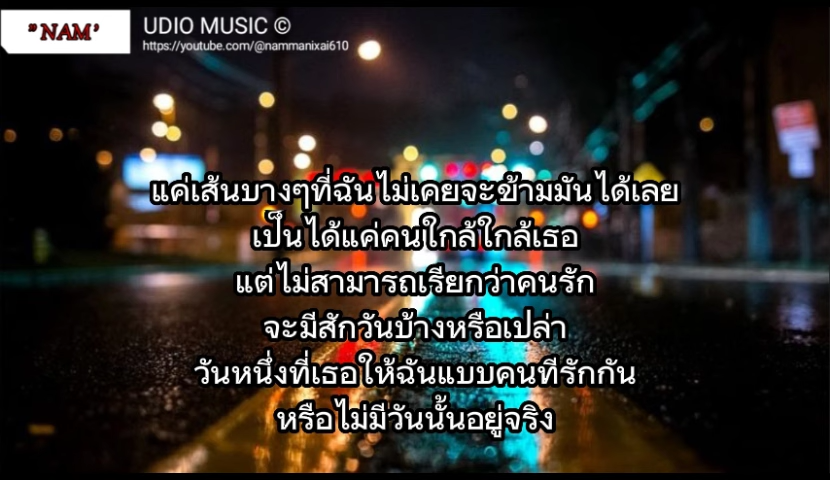 " NAM '
UDIO MUSIC ©
https://youtube.com/@nammanixai610
แค่เส้นบางๆที่ฉันไม่เคยจะข้ามมันได้เลย
เป็นได้แค่คนใกล้ใกล้เธอ
แต่ไม่สามารถเรียกว่าคนรัก
จะมีสักวันบ้างหรือเปล่า
วันหนึ่งที่เธอให้ฉันแบบคนทีรักกัน
หรือไม่มีวันนั้นอยู่จริง